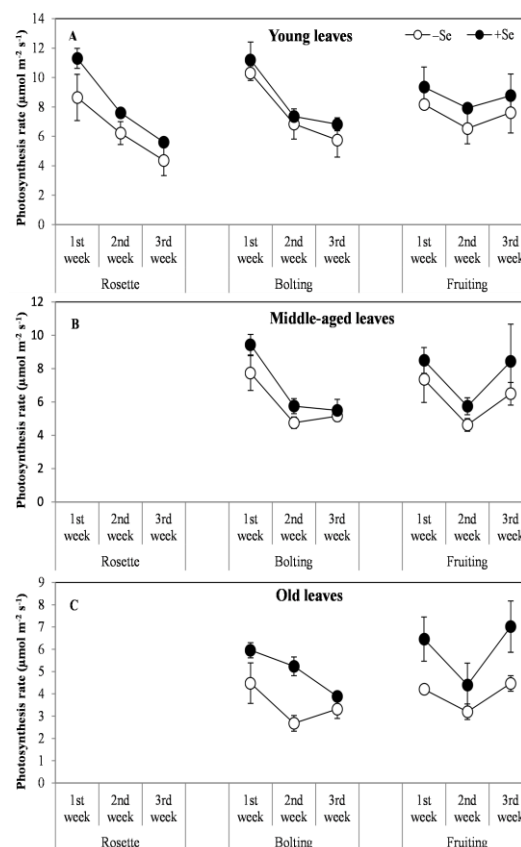 A Young leaves –Se +Se
Photosynthesis rate (µmol m⁻² s⁻¹)
14
12
10
8
6
4
2
0
1st week 2nd week 3rd week 1st week 2nd week 3rd week 1st week 2nd week 3rd week
Rosette Bolting Fruiting
B Middle-aged leaves
Photosynthesis rate (µmol m⁻² s⁻¹)
12
10
8
6
4
2
0
1st week 2nd week 3rd week 1st week 2nd week 3rd week 1st week 2nd week 3rd week
Rosette Bolting Fruiting
C Old leaves
Photosynthesis rate (µmol m⁻² s⁻¹)
9
8
7
6
5
4
3
2
1
0
1st week 2nd week 3rd week 1st week 2nd week 3rd week 1st week 2nd week 3rd week
Rosette Bolting Fruiting